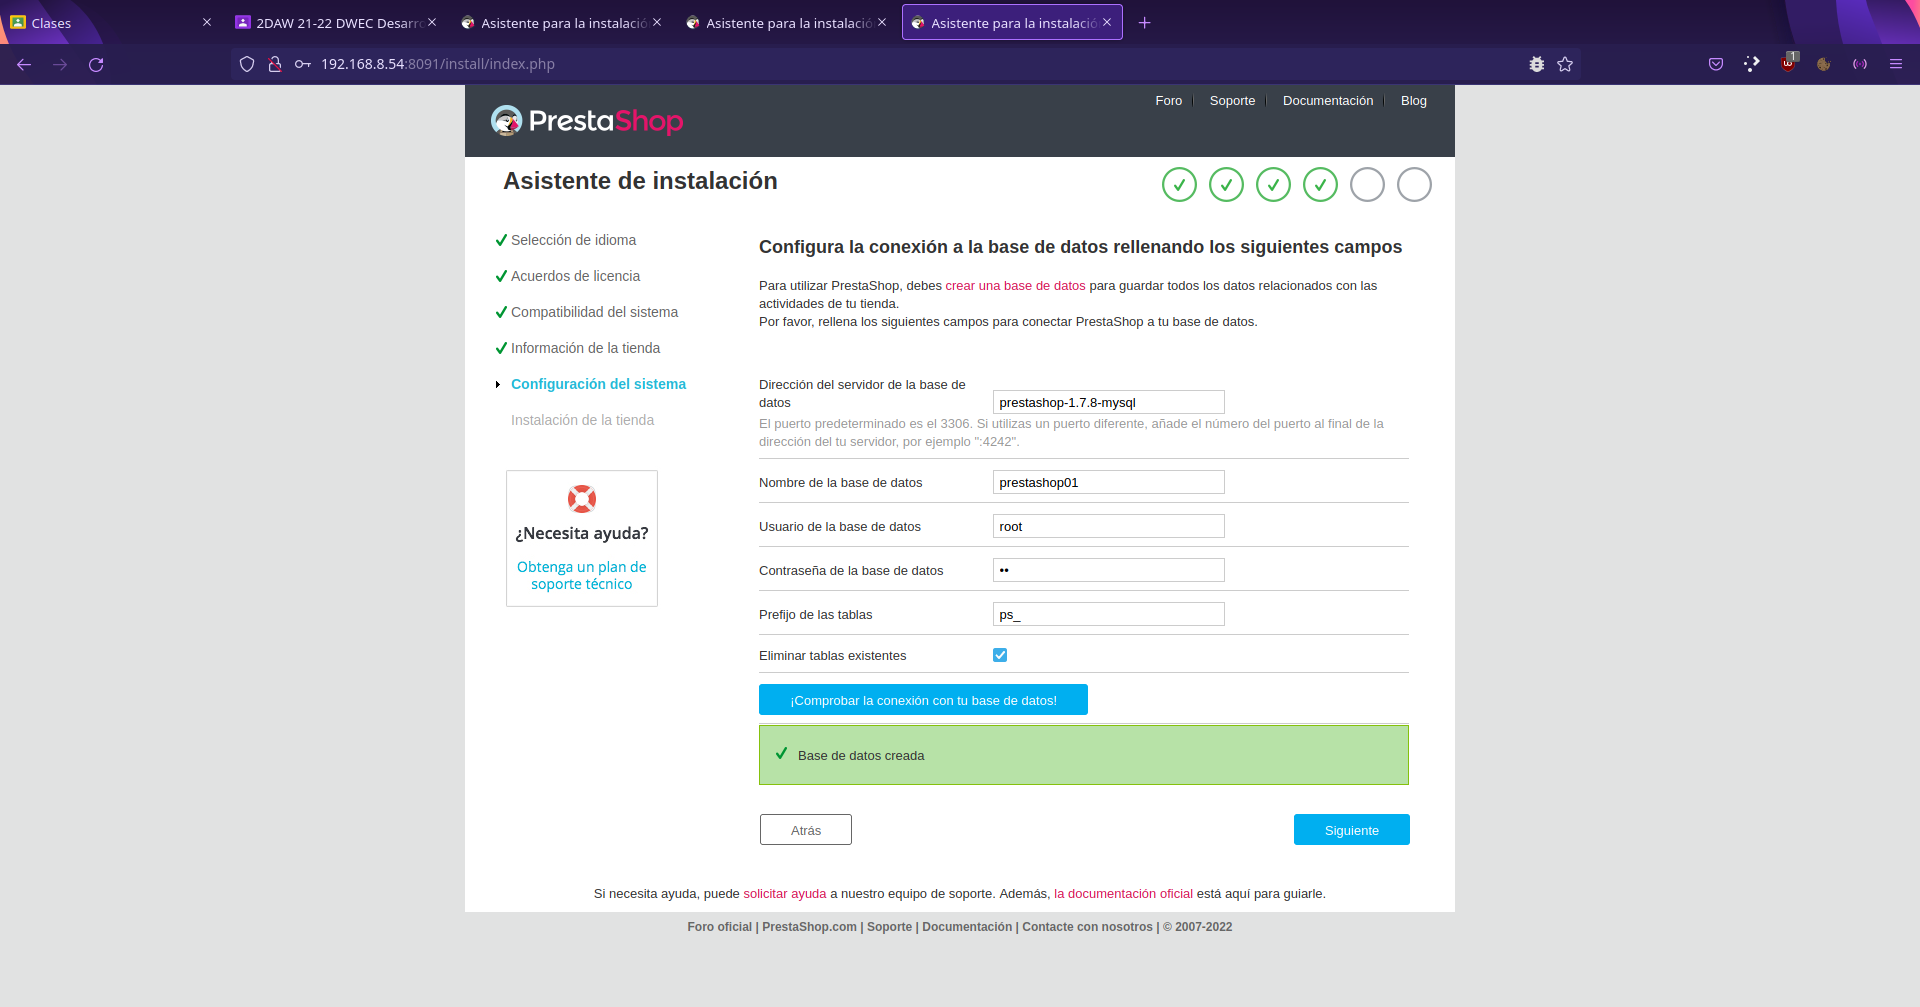 Clases
2DAW 21-22 DWEC Desarro
Asistente para la instalació
Asistente para la instalació
Asistente para la instalació
192.168.8.54:8091/install/index.php
1
PrestaShop
Foro
Soporte
Documentación
Blog
Asistente de instalación
Selección de idioma
Acuerdos de licencia
Compatibilidad del sistema
Información de la tienda
Configuración del sistema
Instalación de la tienda
¿Necesita ayuda?
Obtenga un plan de
soporte técnico
Configura la conexión a la base de datos rellenando los siguientes campos
Para utilizar PrestaShop, debes crear una base de datos para guardar todos los datos relacionados con las
actividades de tu tienda.
Por favor, rellena los siguientes campos para conectar PrestaShop a tu base de datos.
Dirección del servidor de la base de
datos
prestashop-1.7.8-mysql
El puerto predeterminado es el 3306. Si utilizas un puerto diferente, añade el número del puerto al final de la
dirección del tu servidor, por ejemplo ":4242".
Nombre de la base de datos
prestashop01
Usuario de la base de datos
root
Contraseña de la base de datos
••
Prefijo de las tablas
ps_
Eliminar tablas existentes
¡Comprobar la conexión con tu base de datos!
Base de datos creada
Atrás
Siguiente
Si necesita ayuda, puede solicitar ayuda a nuestro equipo de soporte. Además, la documentación oficial está aquí para guiarle.
Foro oficial | PrestaShop.com | Soporte | Documentación | Contacte con nosotros | © 2007-2022